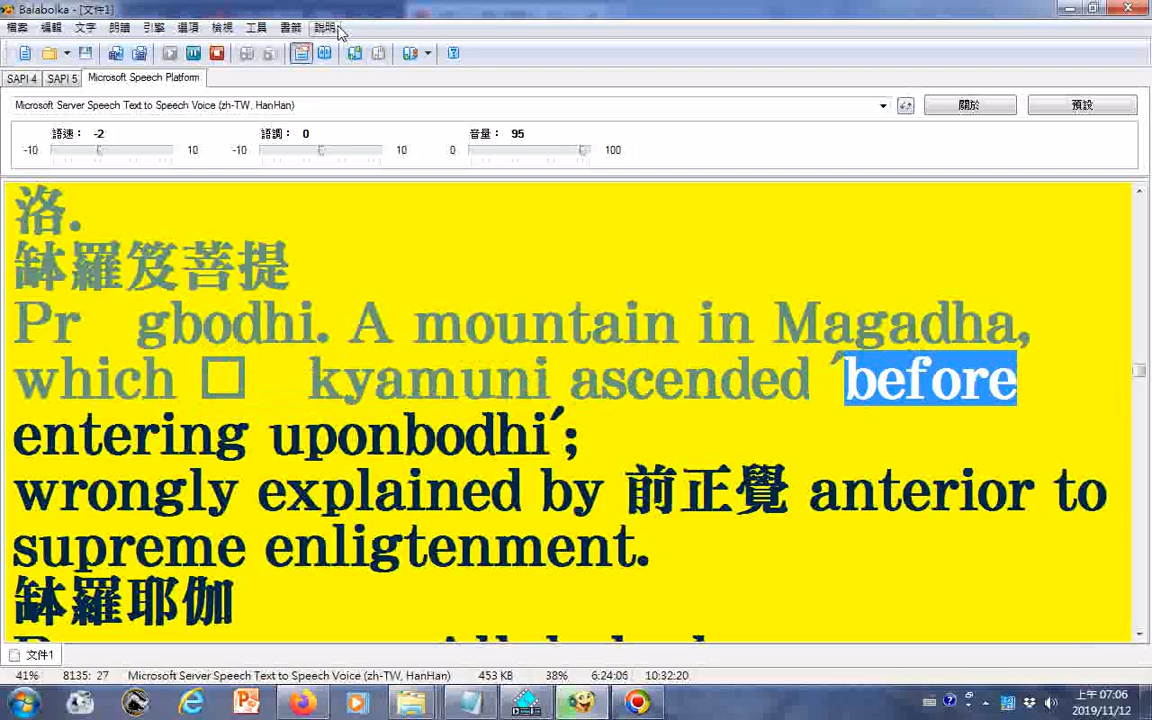 Balabolka - [文件1]
檔案 編輯 文字 朗讀 引擎 選項 檢視 工具 書籤 說明
SAPI 4 SAPI 5 Microsoft Speech Platform
Microsoft Server Speech Text to Speech Voice (zh-TW, HanHan) 關於 預設
語速： -2 語調： 0 音量： 95
-10 10 -10 10 0 100
洛.
缽羅笈菩提
Pr gbodhi. A mountain in Magadha,
which □ kyamuni ascended ′before
entering uponbodhi′;
wrongly explained by 前正覺 anterior to
supreme enligtenment.
缽羅耶伽
文件1
41% 8135: 27 Microsoft Server Speech Text to Speech Voice (zh-TW, HanHan) 453 KB 38% 6:24:06 10:32:20
上午 07:06
2019/11/12